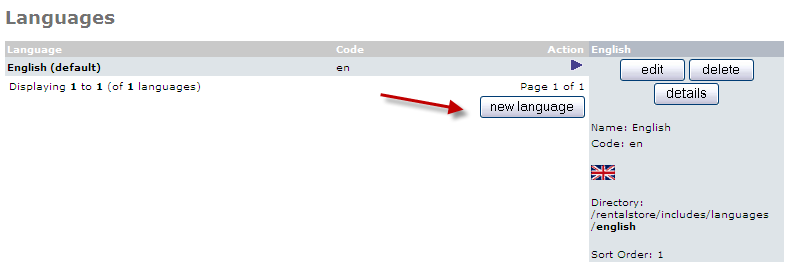 Languages
Language Code Action
English (default) en
Displaying 1 to 1 (of 1 languages) Page 1 of 1
new language
English
edit delete
details
Name: English
Code: en
Directory:
/rentalstore/includes/languages
/english
Sort Order: 1